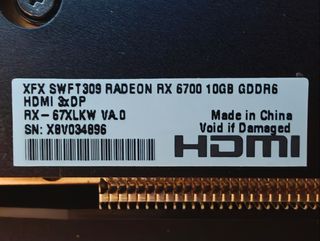 XFX SWFT309 RADEON RX 6700 10GB GDDR6
HDMI 3xDP
RX-67XLKW VA.0
Made in China
SN: X8V034896
Void if Damaged
HDMI